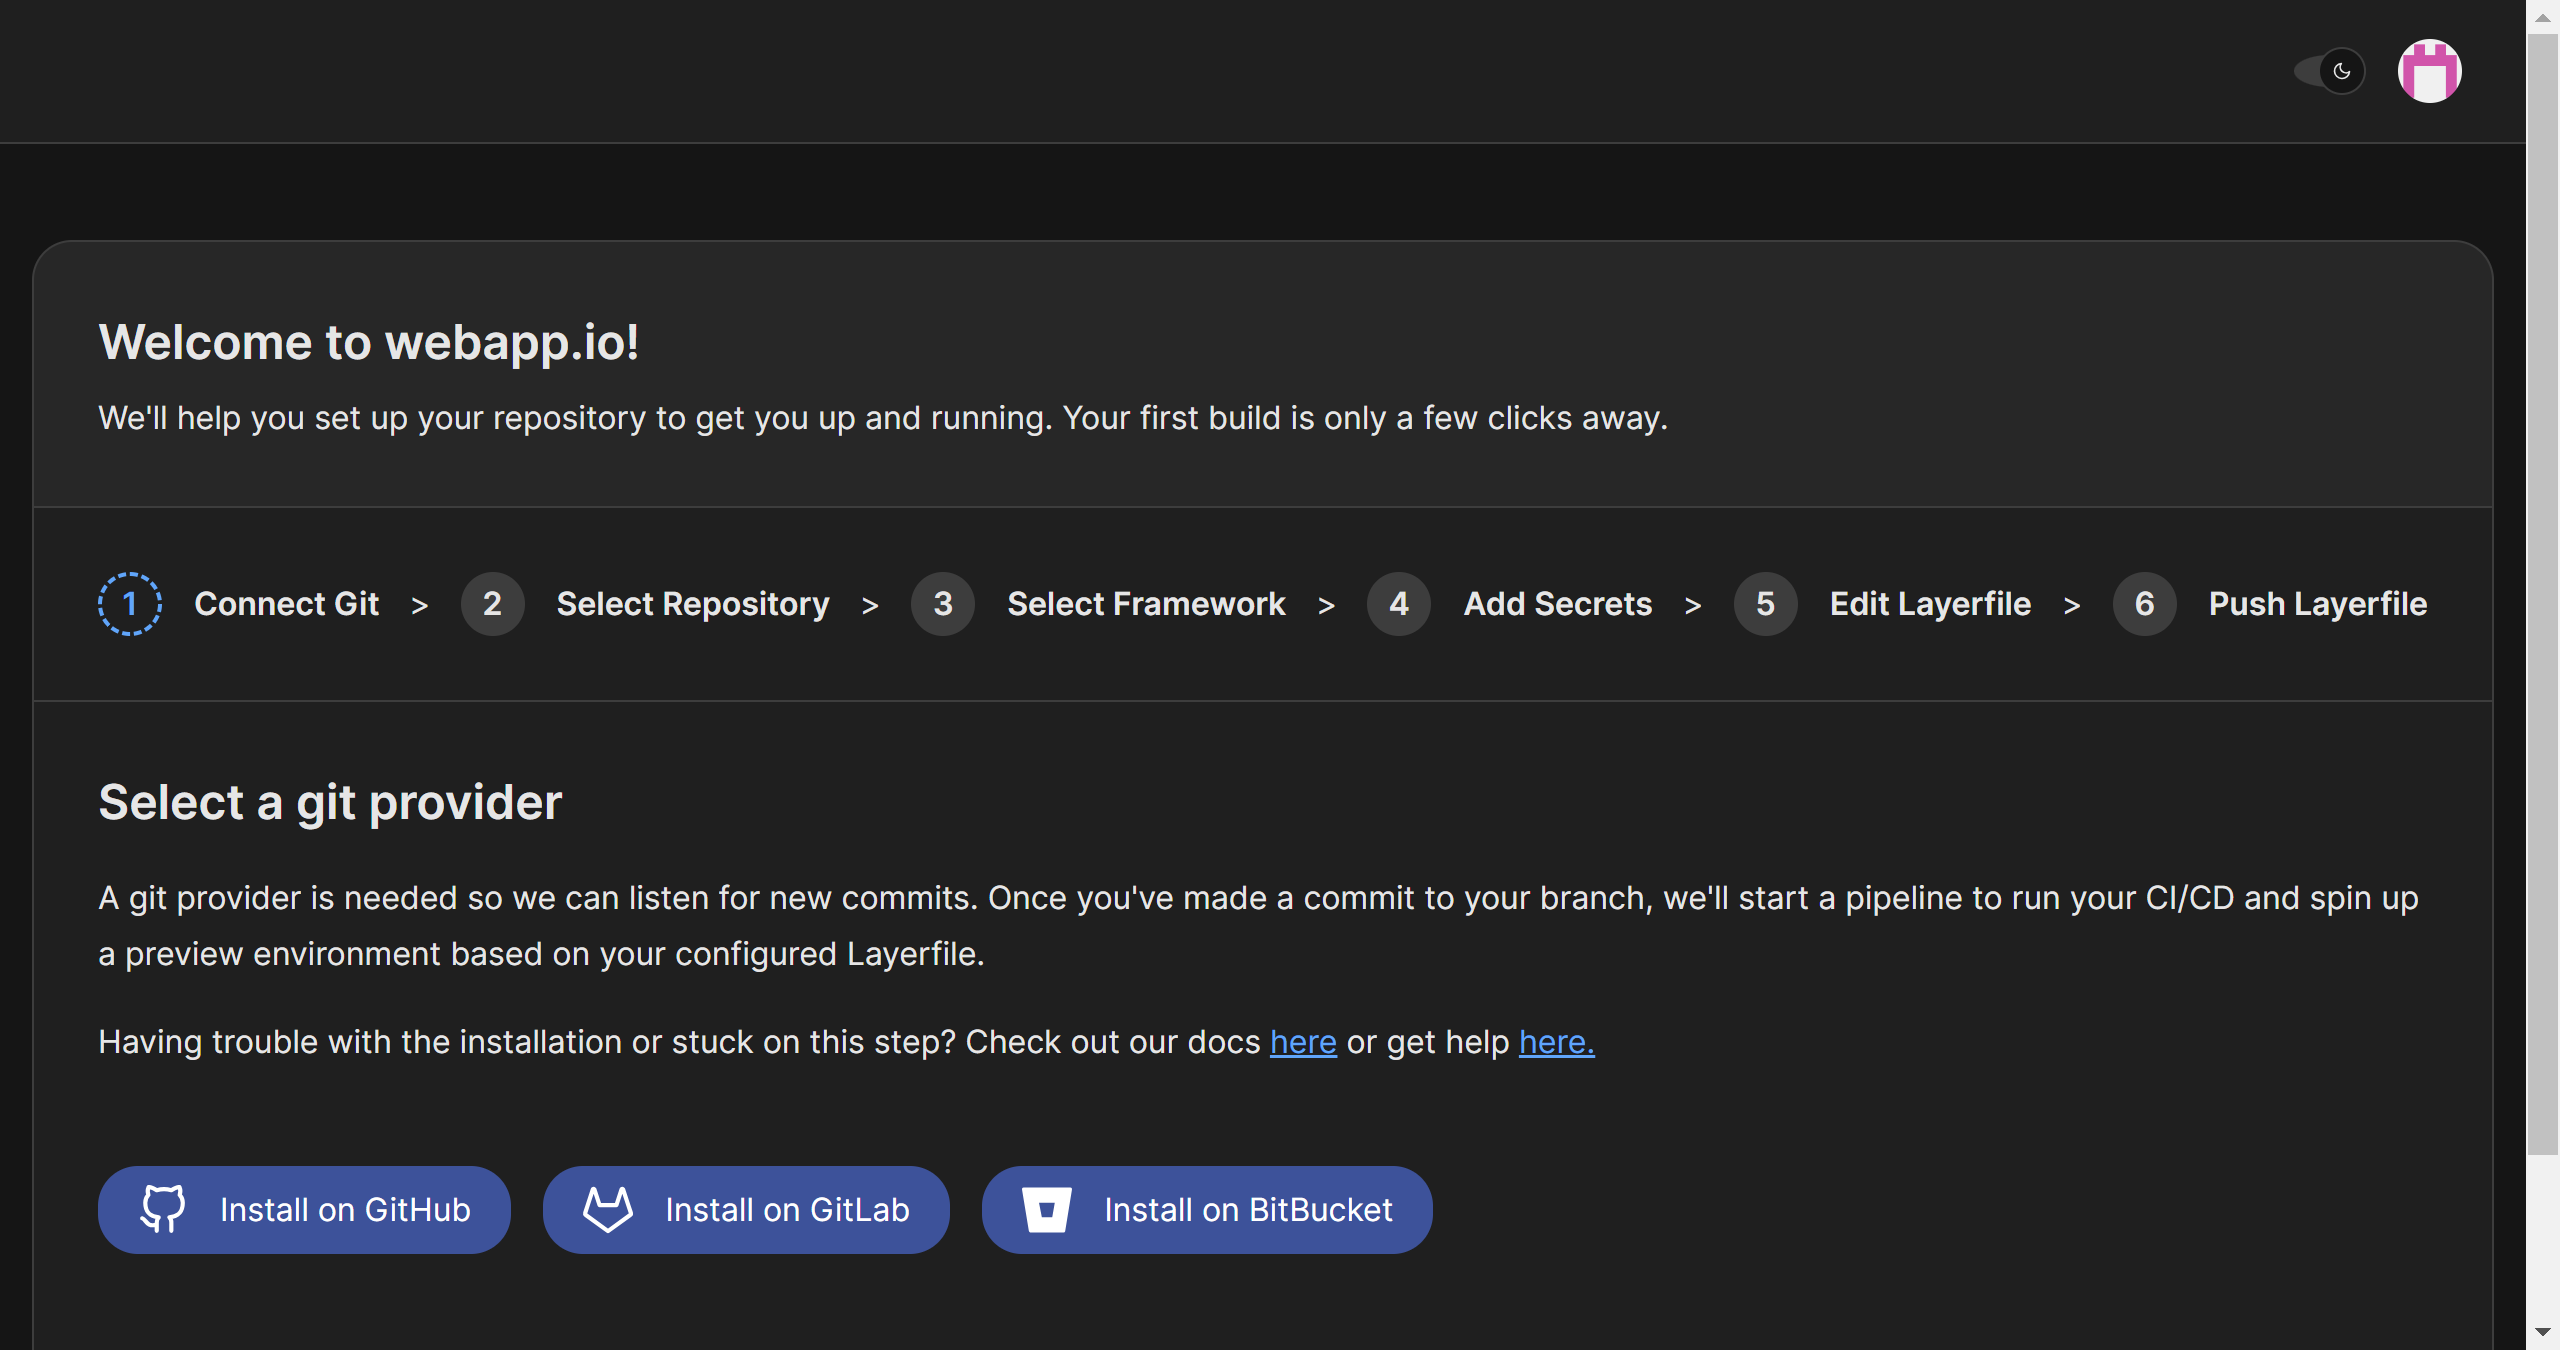 Welcome to webapp.io!
We'll help you set up your repository to get you up and running. Your first build is only a few clicks away.
1 Connect Git > 2 Select Repository > 3 Select Framework > 4 Add Secrets > 5 Edit Layerfile > 6 Push Layerfile
Select a git provider
A git provider is needed so we can listen for new commits. Once you've made a commit to your branch, we'll start a pipeline to run your CI/CD and spin up
a preview environment based on your configured Layerfile.
Having trouble with the installation or stuck on this step? Check out our docs here or get help here.
Install on GitHub Install on GitLab Install on BitBucket